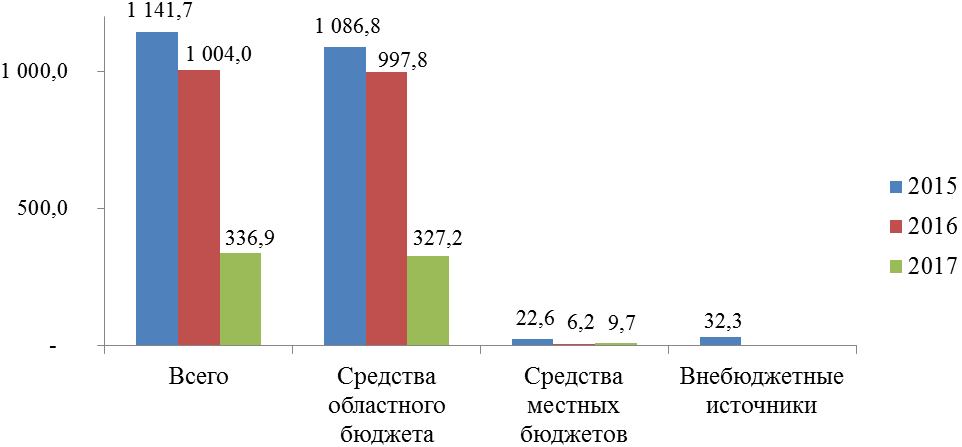 1 141,7
1 004,0
336,9
1 086,8
997,8
327,2
22,6
6,2
9,7
32,3
1 000,0
500,0
-
Всего
Средства
областного
бюджета
Средства
местных
бюджетов
Внебюджетные
источники
2015
2016
2017